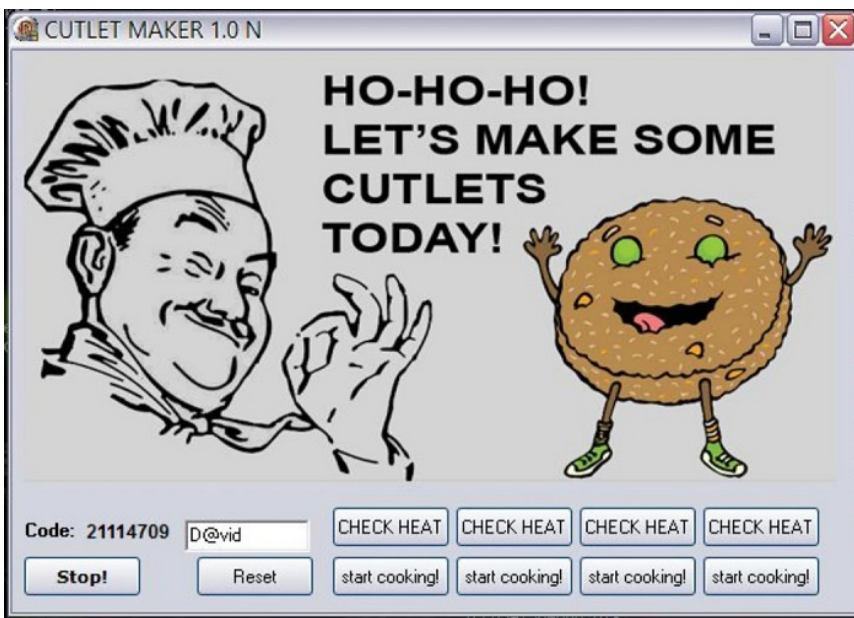 CUTLET MAKER 1.0 N
HO-HO-HO!
LET'S MAKE SOME
CUTLETS
TODAY!
Code: 21114709 D@vid
CHECK HEAT CHECK HEAT CHECK HEAT CHECK HEAT
Stop! Reset start cooking! start cooking! start cooking! start cooking!